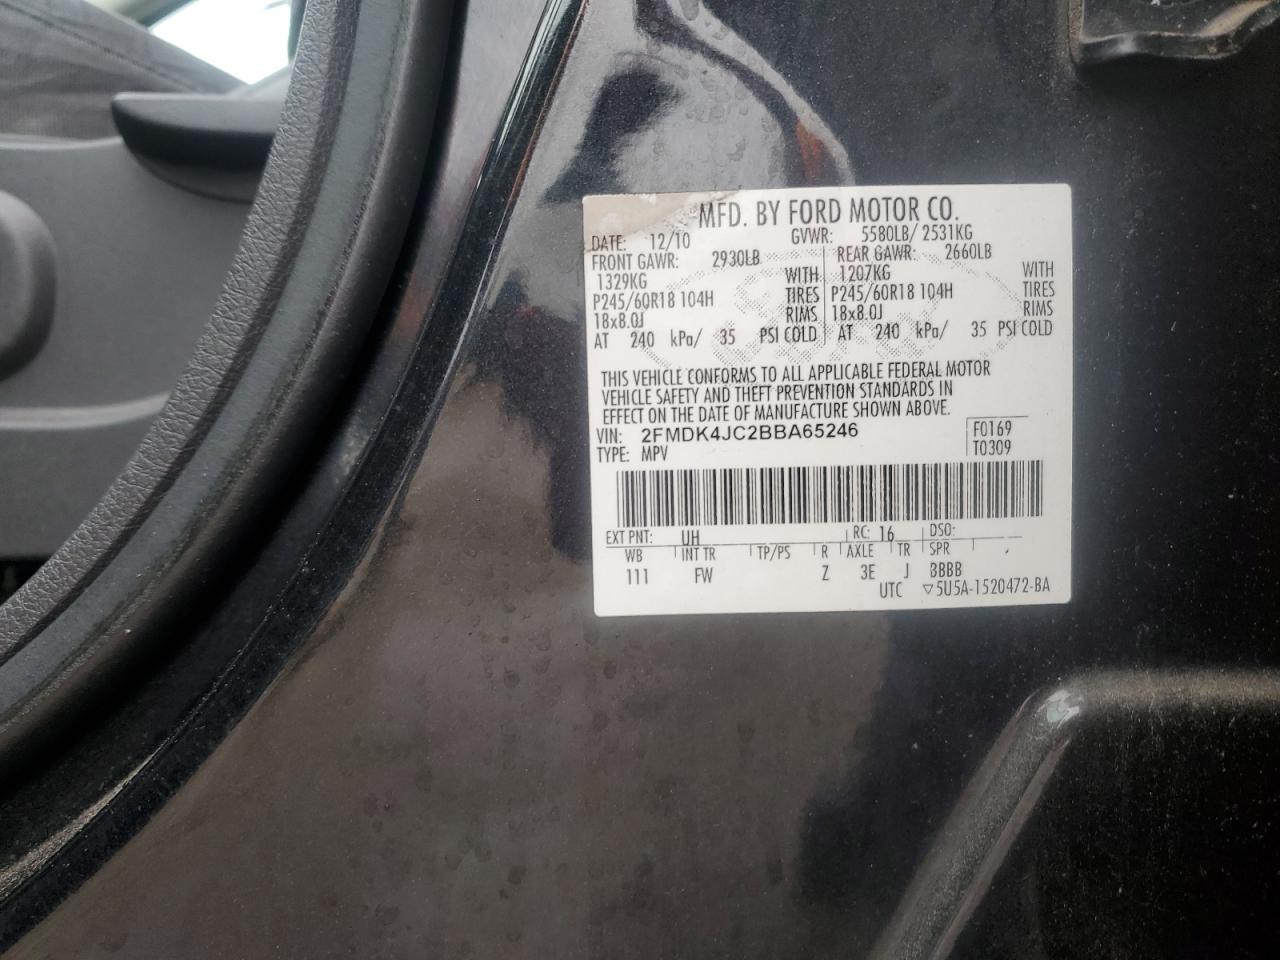 MFD. BY FORD MOTOR CO.
DATE: 12/10 GVWR: 5580LB/ 2531KG
FRONT GAWR: 2930LB REAR GAWR: 2660LB
1329KG WITH 1207KG WITH
P245/60R18 104H TIRES P245/60R18 104H TIRES
18x8.0J RIMS 18x8.0J RIMS
AT 240 kPa/ 35 PSI COLD AT 240 kPa/ 35 PSI COLD
THIS VEHICLE CONFORMS TO ALL APPLICABLE FEDERAL MOTOR
VEHICLE SAFETY AND THEFT PREVENTION STANDARDS IN
EFFECT ON THE DATE OF MANUFACTURE SHOWN ABOVE.
VIN: 2FMDK4JC2BBA65246 F0169
TYPE: MPV T0309
EXT PNT: UH RC: 16 DSO:
WB INT TR TP/PS R AXLE TR SPR
111 FW Z 3E J BBBB
UTC ▽5U5A-1520472-BA